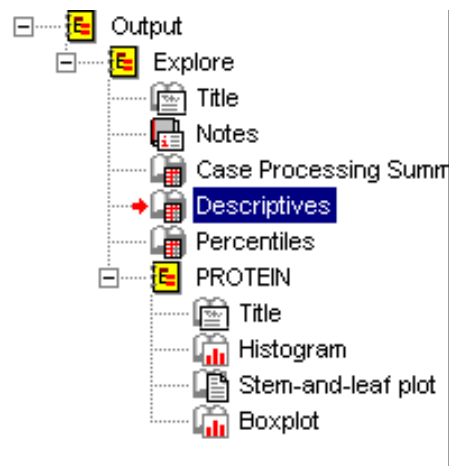 Output
Explore
Title
Notes
Case Processing Summ
Descriptives
Percentiles
PROTEIN
Title
Histogram
Stem-and-leaf plot
Boxplot